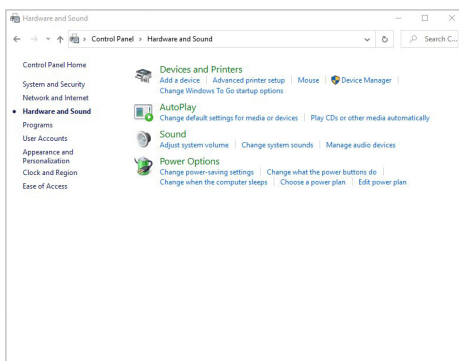 Hardware and Sound
Control Panel > Hardware and Sound
Search C...
Control Panel Home
System and Security
Network and Internet
Hardware and Sound
Programs
User Accounts
Appearance and
Personalization
Clock and Region
Ease of Access
Devices and Printers
Add a device | Advanced printer setup | Mouse | Device Manager |
Change Windows To Go startup options
AutoPlay
Change default settings for media or devices | Play CDs or other media automatically
Sound
Adjust system volume | Change system sounds | Manage audio devices
Power Options
Change power-saving settings | Change what the power buttons do |
Change when the computer sleeps | Choose a power plan | Edit power plan